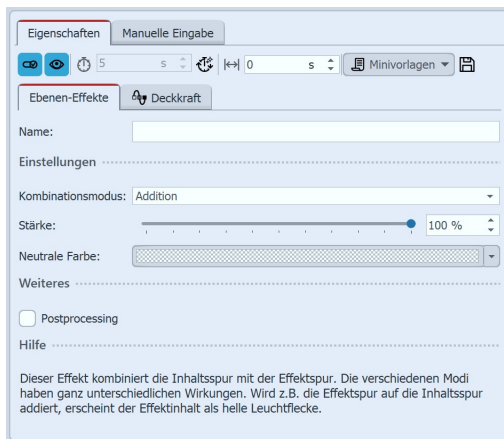 Eigenschaften Manuelle Eingabe
5 s 0 s Minivorlagen
Ebenen-Effekte Deckkraft
Name:
Einstellungen
Kombinationsmodus: Addition
Stärke: 100 %
Neutrale Farbe:
Weiteres
Postprocessing
Hilfe
Dieser Effekt kombiniert die Inhaltsspur mit der Effektspur. Die verschiedenen Modi
haben ganz unterschiedlichen Wirkungen. Wird z.B. die Effektspur auf die Inhaltsspur
addiert, erscheint der Effektinhalt als helle Leuchtflecke.